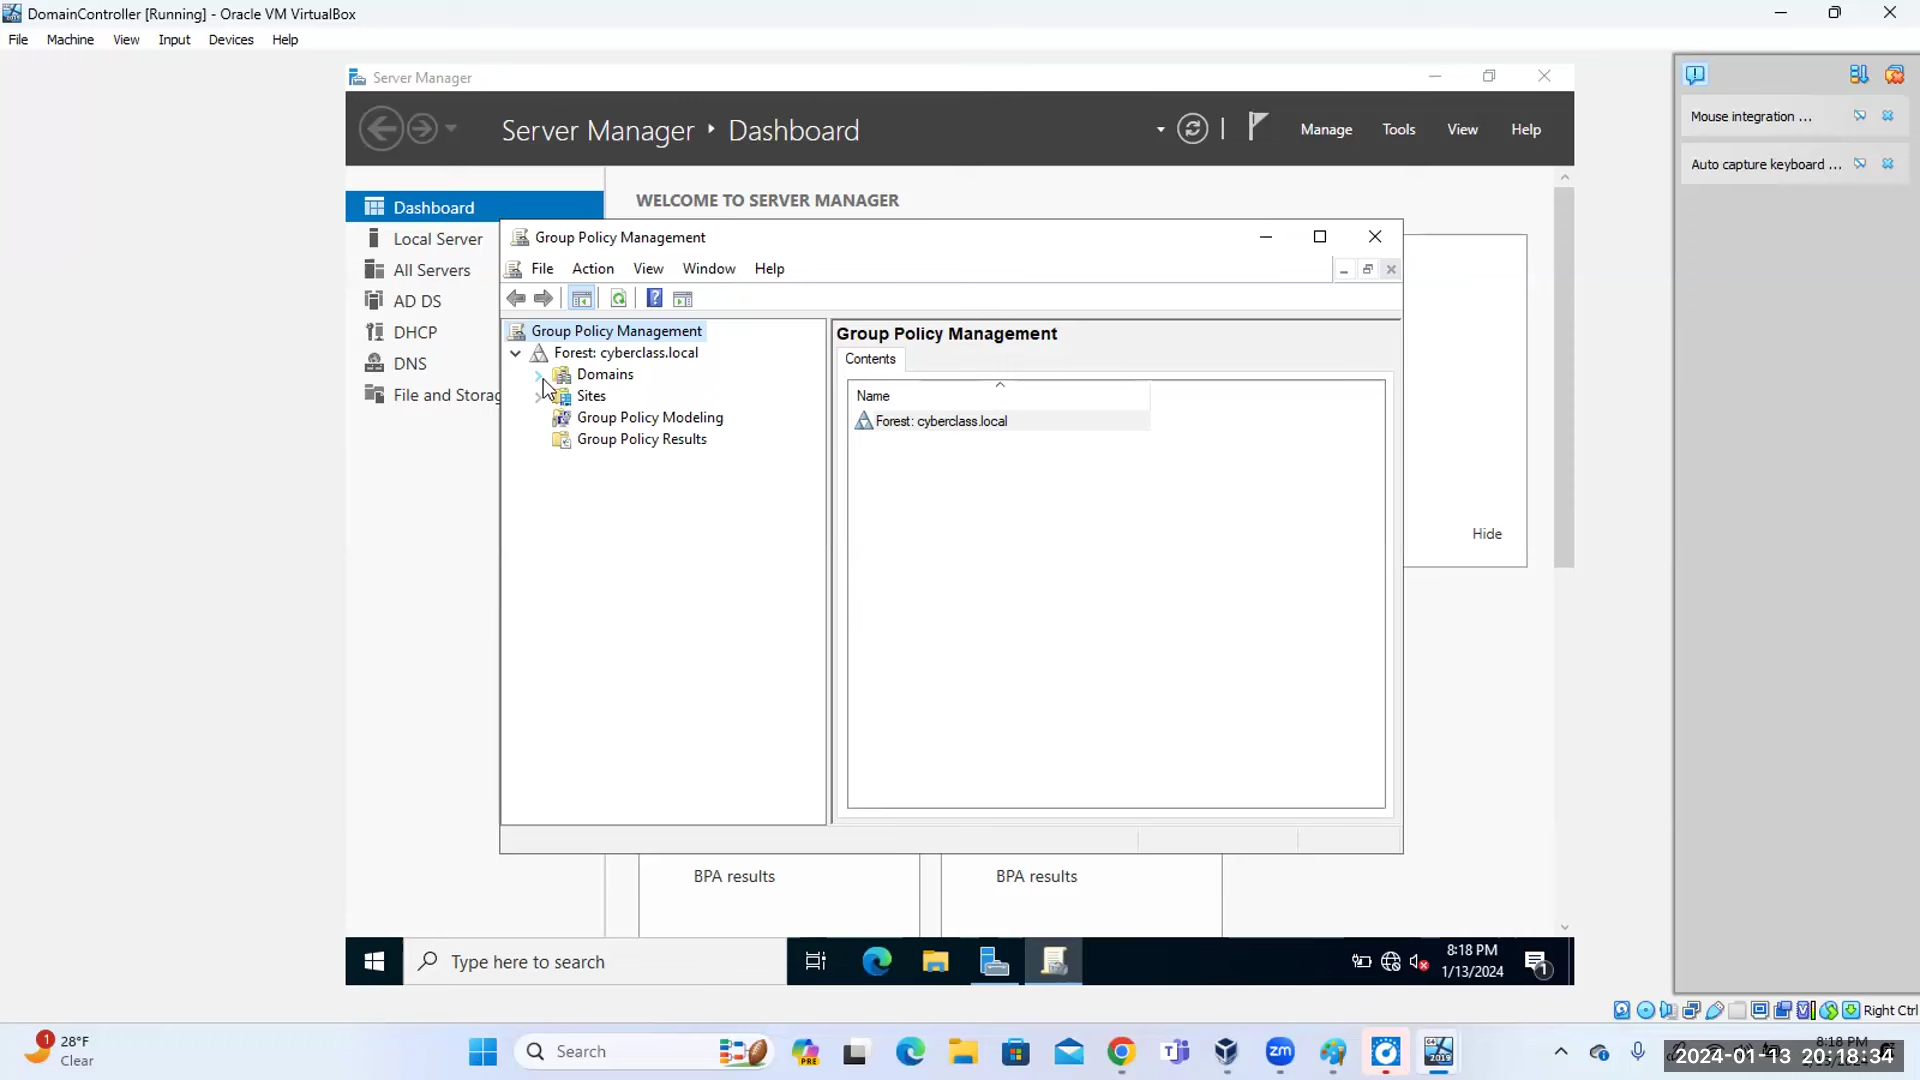 DomainController [Running] - Oracle VM VirtualBox
File Machine View Input Devices Help
Server Manager
Server Manager Dashboard
Manage Tools View Help
Mouse integration ...
Auto capture keyboard ...
Dashboard
Local Server
All Servers
AD DS
DHCP
DNS
File and Storag
WELCOME TO SERVER MANAGER
Group Policy Management
File Action View Window Help
Group Policy Management
Forest: cyberclass.local
Domains
Sites
Group Policy Modeling
Group Policy Results
Group Policy Management
Contents
Name
Forest: cyberclass.local
Hide
BPA results
BPA results
Type here to search
8:18 PM
1/13/2024
1
Right Ctrl
1
28°F
Clear
Search
PRE
zm
2019
2024-01-13 20:18:34